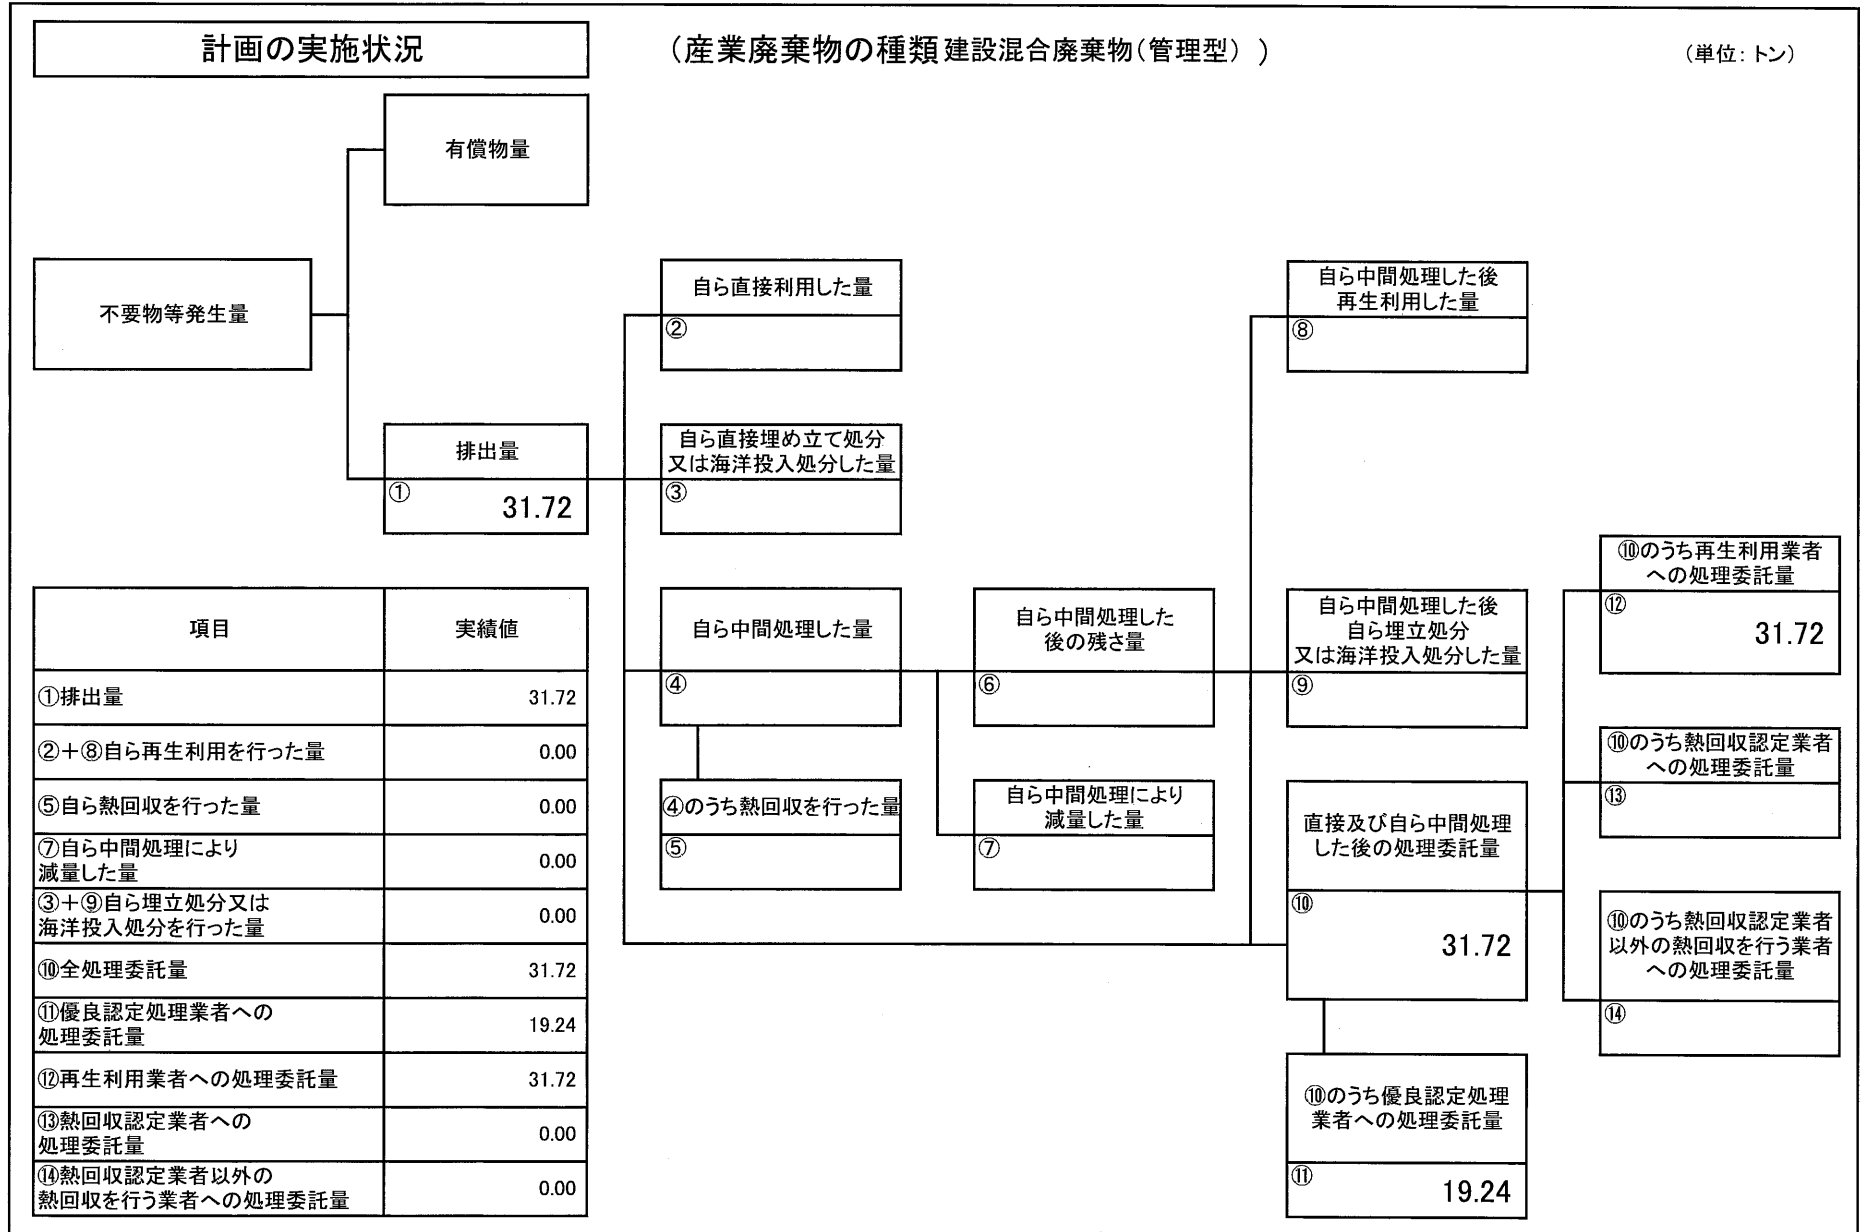 計画の実施状況
（産業廃棄物の種類 建設混合廃棄物（管理型））
（単位：トン）
有償物量
不要物等発生量
排出量
①
31.72
自ら直接利用した量
②
自ら直接埋め立て処分
又は海洋投入処分した量
③
自ら中間処理した量
④
④のうち熱回収を行った量
⑤
自ら中間処理した
後の残さ量
⑥
自ら中間処理により
減量した量
⑦
自ら中間処理した後
再生利用した量
⑧
自ら中間処理した後
自ら埋立処分
又は海洋投入処分した量
⑨
直接及び自ら中間処理
した後の処理委託量
⑩
31.72
⑩のうち優良認定処理
業者への処理委託量
⑪
19.24
⑩のうち再生利用業者
への処理委託量
⑫
31.72
⑩のうち熱回収認定業者
への処理委託量
⑬
⑩のうち熱回収認定業者
以外の熱回収を行う業者
への処理委託量
⑭
項目 実績値
①排出量 31.72
②＋⑧自ら再生利用を行った量 0.00
⑤自ら熱回収を行った量 0.00
⑦自ら中間処理により
減量した量 0.00
③＋⑨自ら埋立処分又は
海洋投入処分を行った量 0.00
⑩全処理委託量 31.72
⑪優良認定処理業者への
処理委託量 19.24
⑫再生利用業者への処理委託量 31.72
⑬熱回収認定業者への
処理委託量 0.00
⑭熱回収認定業者以外の
熱回収を行う業者への処理委託量 0.00